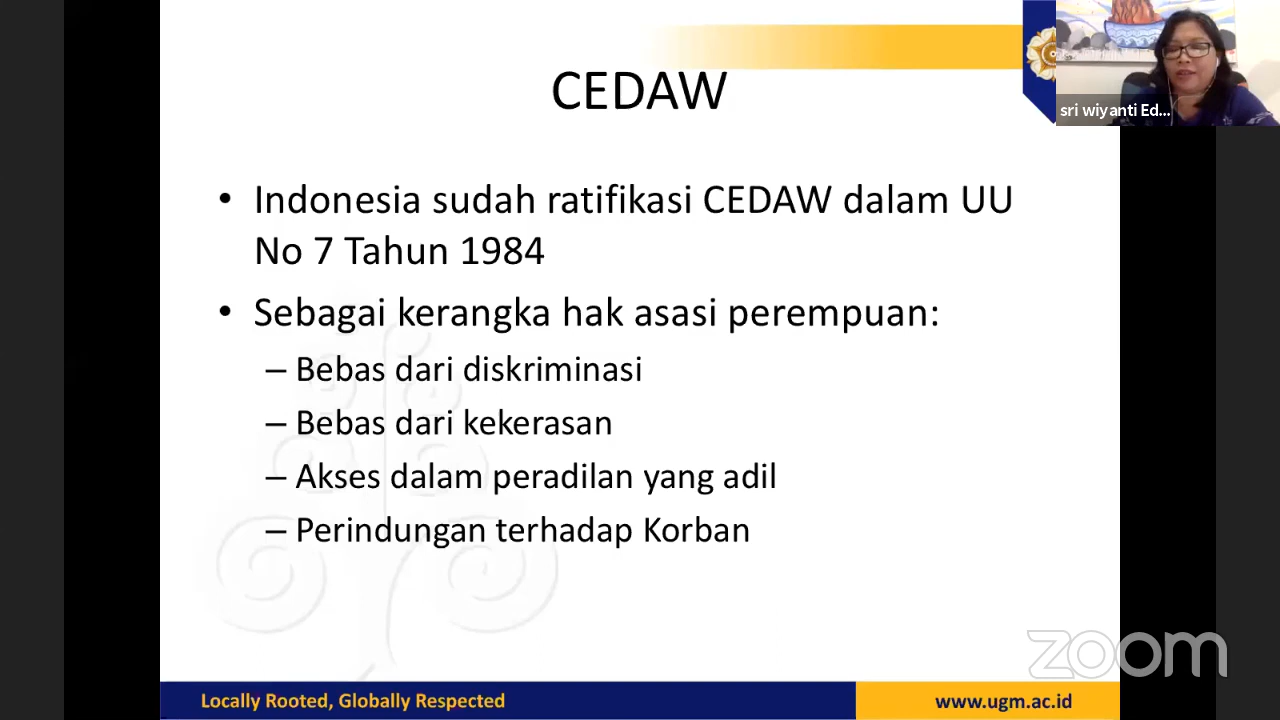 CEDAW
sri wiyanti Ed...
• Indonesia sudah ratifikasi CEDAW dalam UU
No 7 Tahun 1984
• Sebagai kerangka hak asasi perempuan:
– Bebas dari diskriminasi
– Bebas dari kekerasan
– Akses dalam peradilan yang adil
– Perindungan terhadap Korban
zoom
Locally Rooted, Globally Respected
www.ugm.ac.id